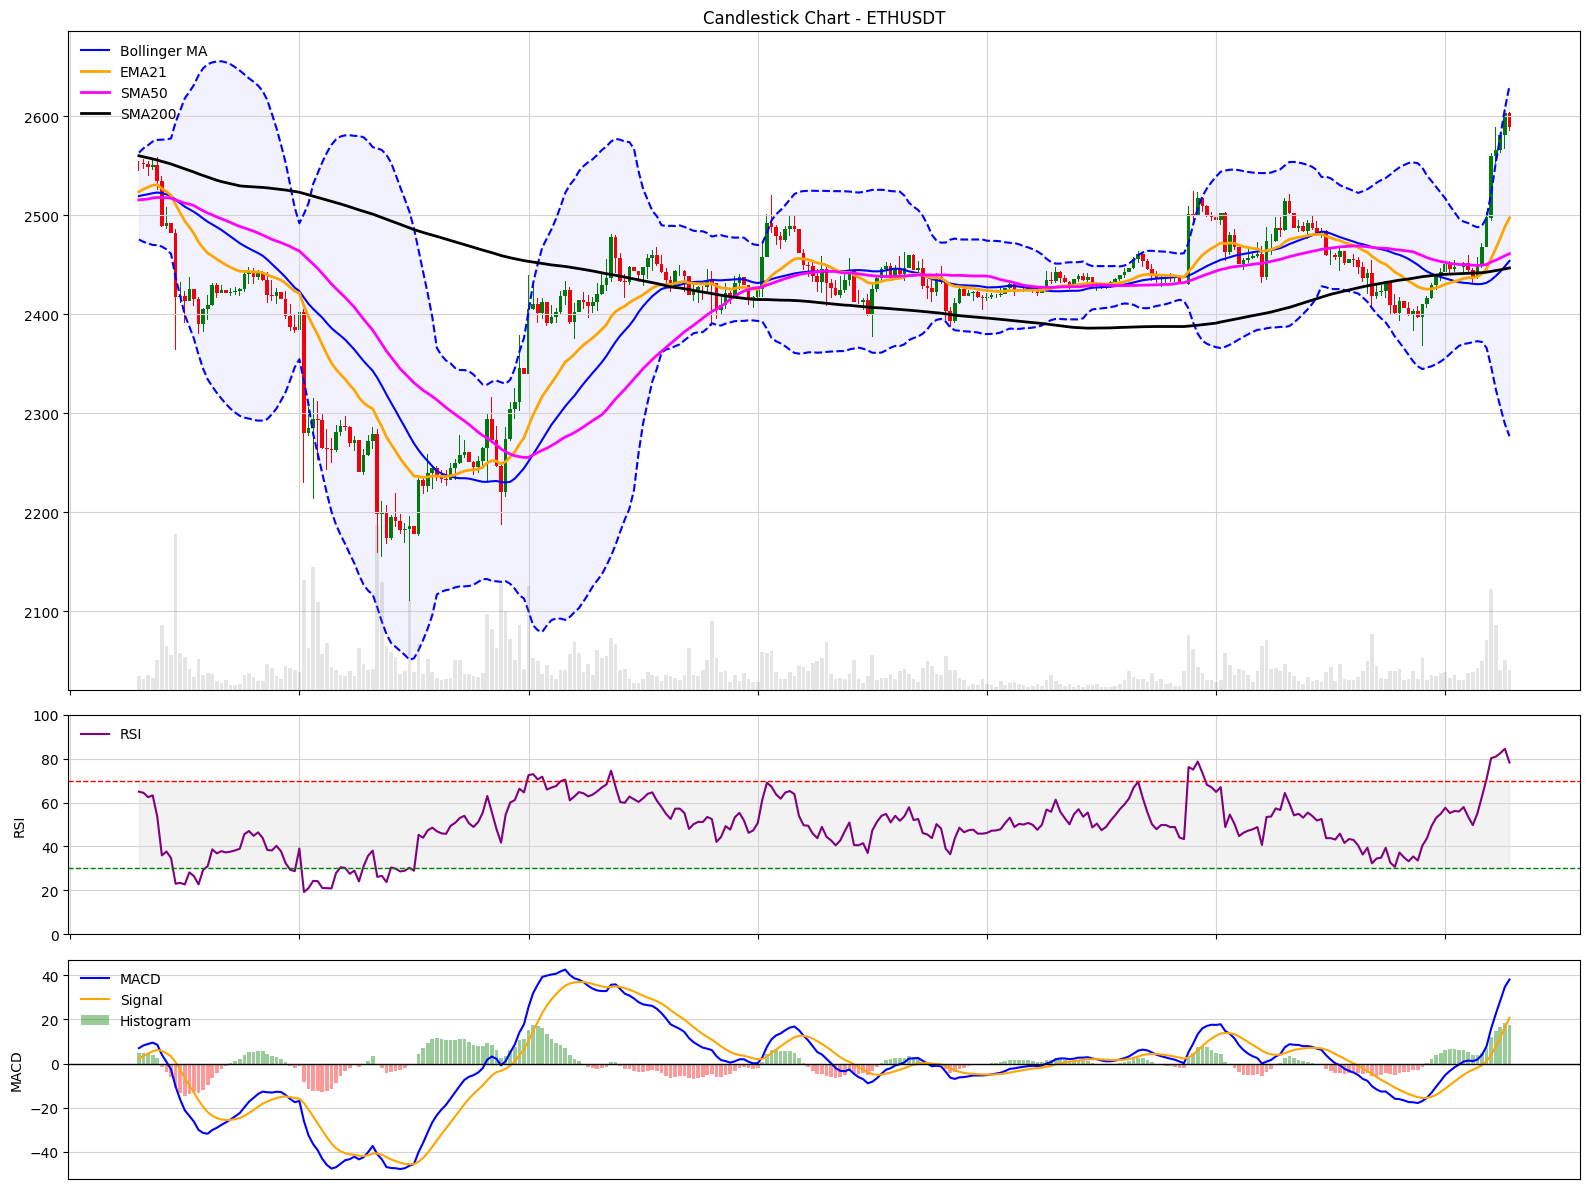 Candlestick Chart - ETHUSDT
Bollinger MA
EMA21
SMA50
SMA200
2600
2500
2400
2300
2200
2100
RSI
100
80
60
40
20
0
RSI
MACD
Signal
Histogram
40
20
0
−20
−40
MACD